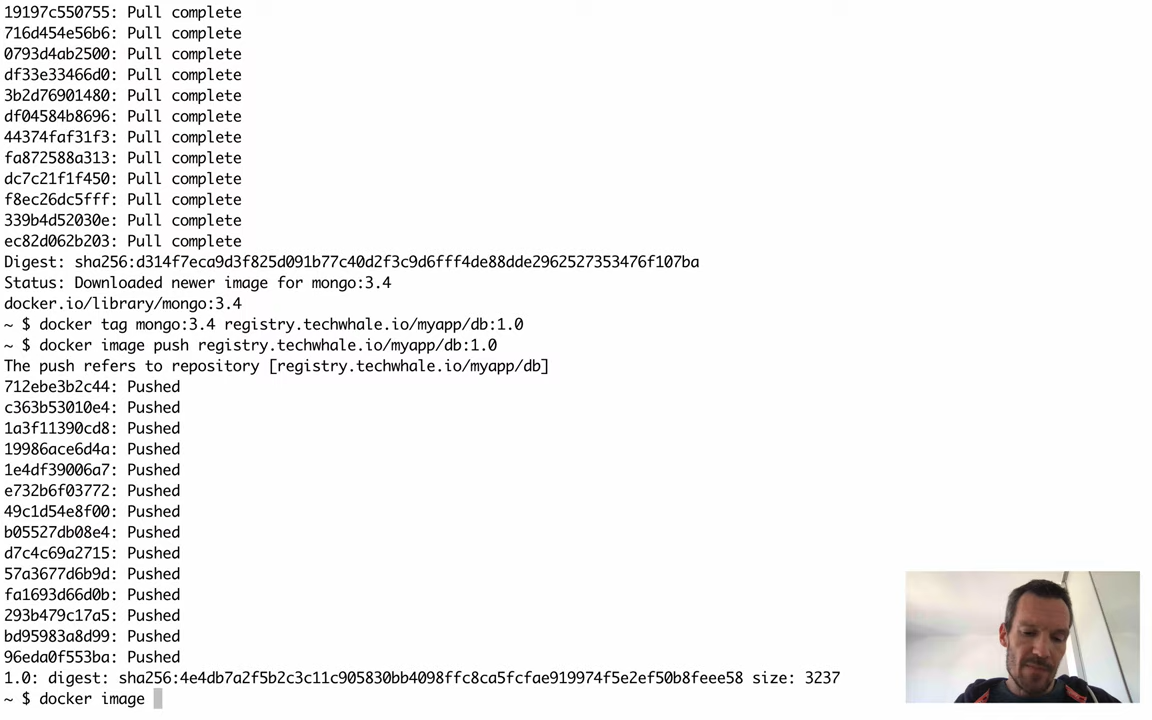 19197c550755: Pull complete
716d454e56b6: Pull complete
0793d4ab2500: Pull complete
df33e33466d0: Pull complete
3b2d76901480: Pull complete
df04584b8696: Pull complete
44374faf31f3: Pull complete
fa872588a313: Pull complete
dc7c21f1f450: Pull complete
f8ec26dc5fff: Pull complete
339b4d52030e: Pull complete
ec82d062b203: Pull complete
Digest: sha256:d314f7eca9d3f825d091b77c40d2f3c9d6fff4de88dde2962527353476f107ba
Status: Downloaded newer image for mongo:3.4
docker.io/library/mongo:3.4
~ $ docker tag mongo:3.4 registry.techwhale.io/myapp/db:1.0
~ $ docker image push registry.techwhale.io/myapp/db:1.0
The push refers to repository [registry.techwhale.io/myapp/db]
712ebe3b2c44: Pushed
c363b53010e4: Pushed
1a3f11390cd8: Pushed
19986ace6d4a: Pushed
1e4df39006a7: Pushed
e732b6f03772: Pushed
49c1d54e8f00: Pushed
b05527db08e4: Pushed
d7c4c69a2715: Pushed
57a3677d6b9d: Pushed
fa1693d66d0b: Pushed
293b479c17a5: Pushed
bd95983a8d99: Pushed
96eda0f553ba: Pushed
1.0: digest: sha256:4e4db7a2f5b2c3c11c905830bb4098ffc8ca5fcfae919974f5e2ef50b8feee58 size: 3237
~ $ docker image